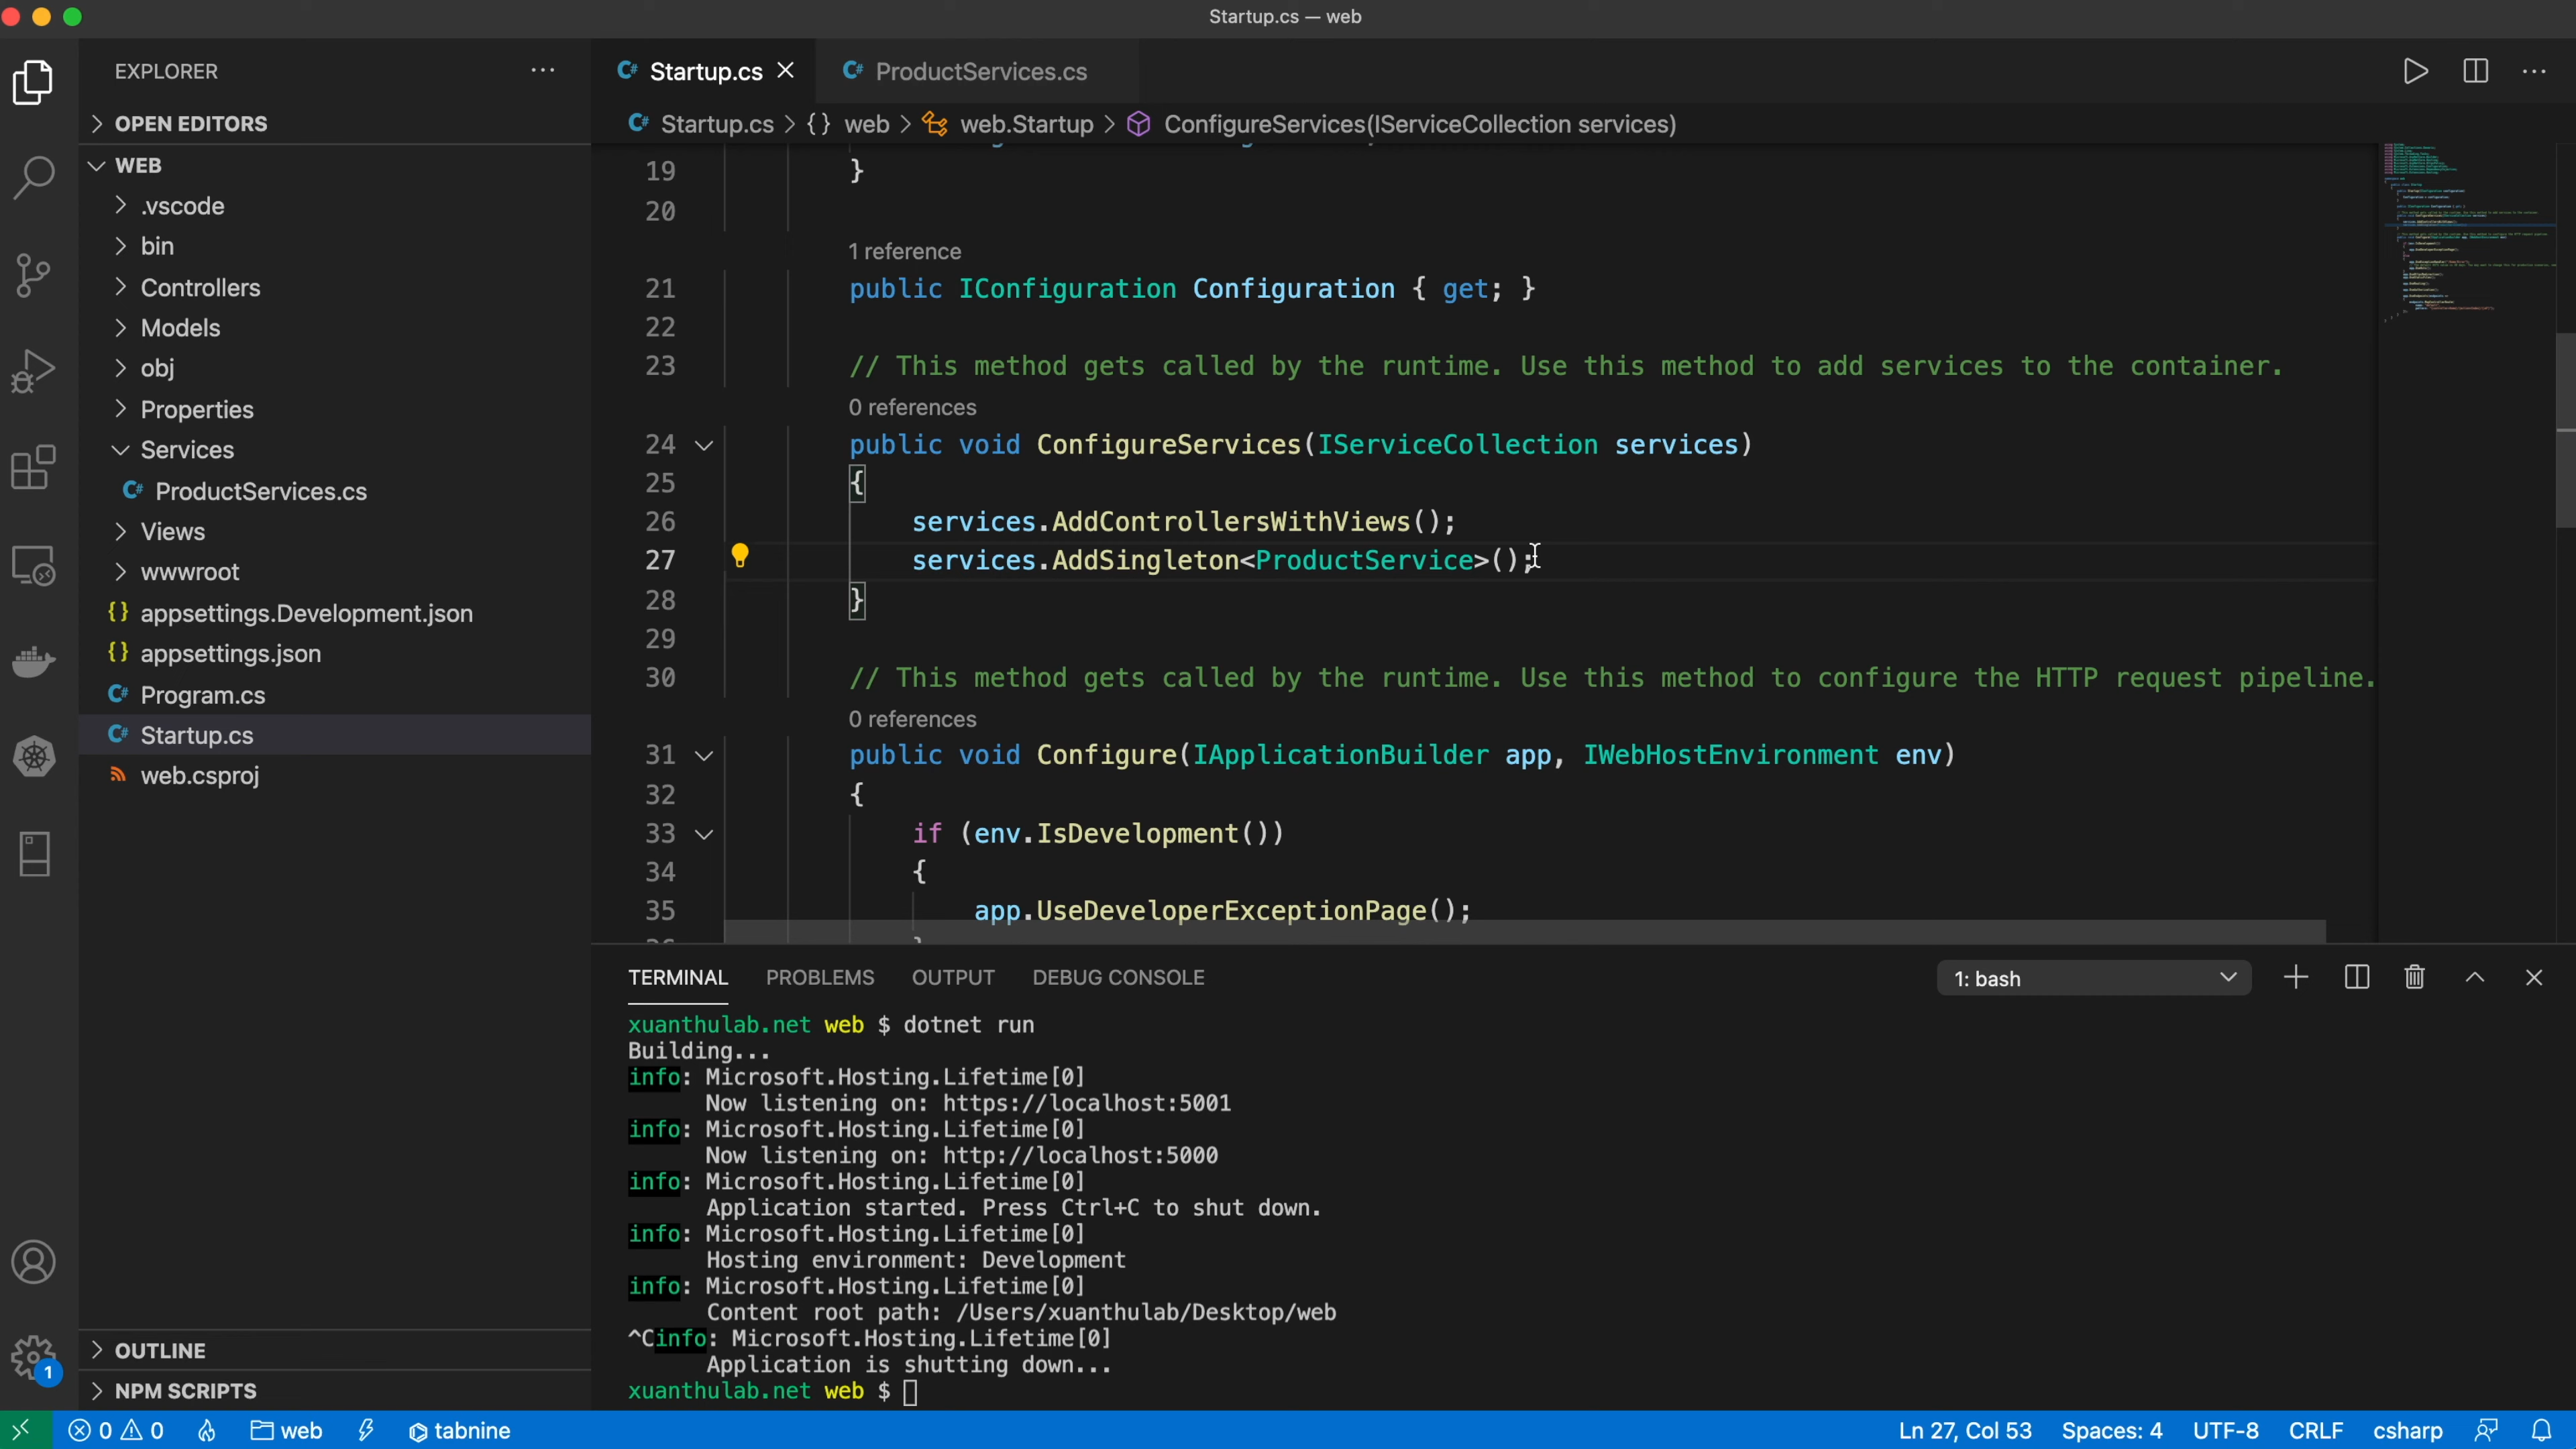 Startup.cs — web
EXPLORER
OPEN EDITORS
WEB
.vscode
bin
Controllers
Models
obj
Properties
Services
C# ProductServices.cs
Views
wwwroot
{} appsettings.Development.json
{} appsettings.json
C# Program.cs
C# Startup.cs
web.csproj
OUTLINE
NPM SCRIPTS
1
C# Startup.cs
C# ProductServices.cs
C# Startup.cs > {} web > web.Startup > ConfigureServices(IServiceCollection services)
19 }
20
1 reference
21 public IConfiguration Configuration { get; }
22
23 // This method gets called by the runtime. Use this method to add services to the container.
0 references
24 public void ConfigureServices(IServiceCollection services)
25 {
26 services.AddControllersWithViews();
27 services.AddSingleton<ProductService>();
28 }
29
30 // This method gets called by the runtime. Use this method to configure the HTTP request pipeline.
0 references
31 public void Configure(IApplicationBuilder app, IWebHostEnvironment env)
32 {
33 if (env.IsDevelopment())
34 {
35 app.UseDeveloperExceptionPage();
TERMINAL PROBLEMS OUTPUT DEBUG CONSOLE
1: bash
xuanthulab.net web $ dotnet run
Building...
info: Microsoft.Hosting.Lifetime[0]
Now listening on: https://localhost:5001
info: Microsoft.Hosting.Lifetime[0]
Now listening on: http://localhost:5000
info: Microsoft.Hosting.Lifetime[0]
Application started. Press Ctrl+C to shut down.
info: Microsoft.Hosting.Lifetime[0]
Hosting environment: Development
info: Microsoft.Hosting.Lifetime[0]
Content root path: /Users/xuanthulab/Desktop/web
^Cinfo: Microsoft.Hosting.Lifetime[0]
Application is shutting down...
xuanthulab.net web $
0 0 web tabnine
Ln 27, Col 53 Spaces: 4 UTF-8 CRLF csharp